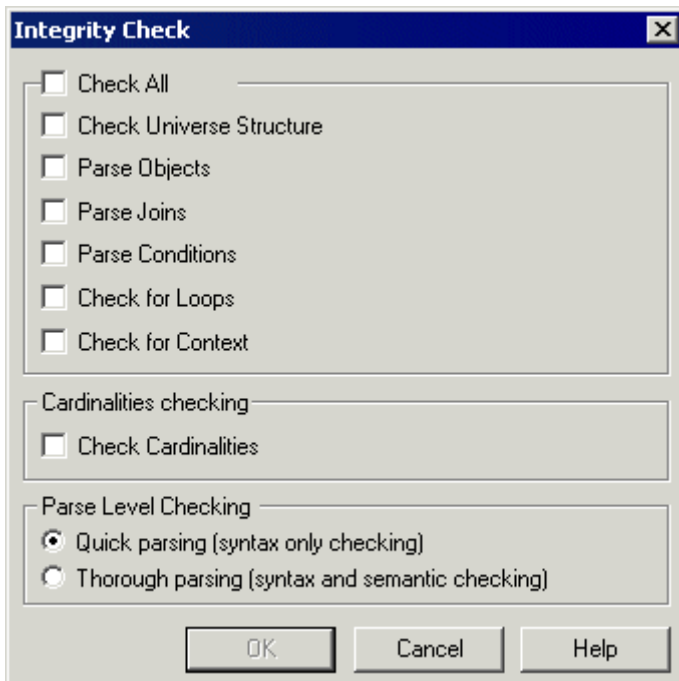 Integrity Check
Check All
Check Universe Structure
Parse Objects
Parse Joins
Parse Conditions
Check for Loops
Check for Context
Cardinalities checking
Check Cardinalities
Parse Level Checking
Quick parsing (syntax only checking)
Thorough parsing (syntax and semantic checking)
OK Cancel Help